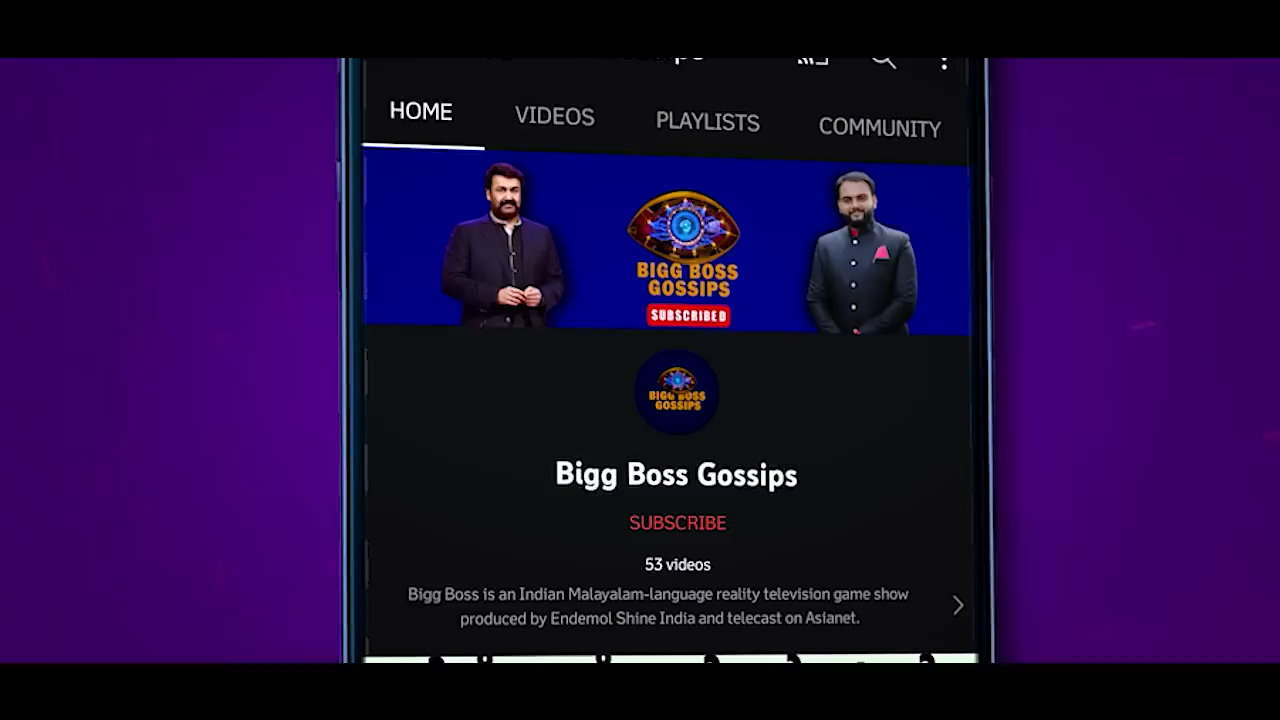 HOME
VIDEOS
PLAYLISTS
COMMUNITY
BIGG BOSS
GOSSIPS
SUBSCRIBED
BIGG BOSS
GOSSIPS
Bigg Boss Gossips
SUBSCRIBE
53 videos
Bigg Boss is an Indian Malayalam-language reality television game show
produced by Endemol Shine India and telecast on Asianet.